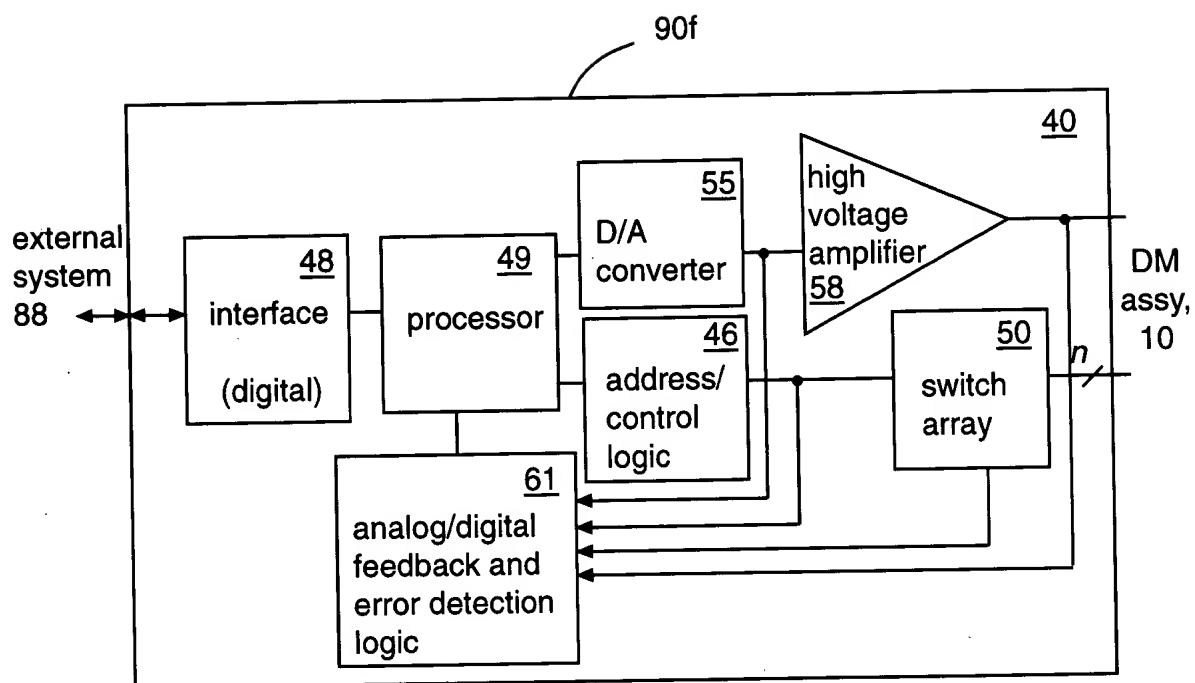 90f
40
external
system
88
48
interface
(digital)
49
processor
55
D/A
converter
high
voltage
amplifier
58
DM
assy,
10
46
address/
control
logic
50
switch
array
n
61
analog/digital
feedback and
error detection
logic